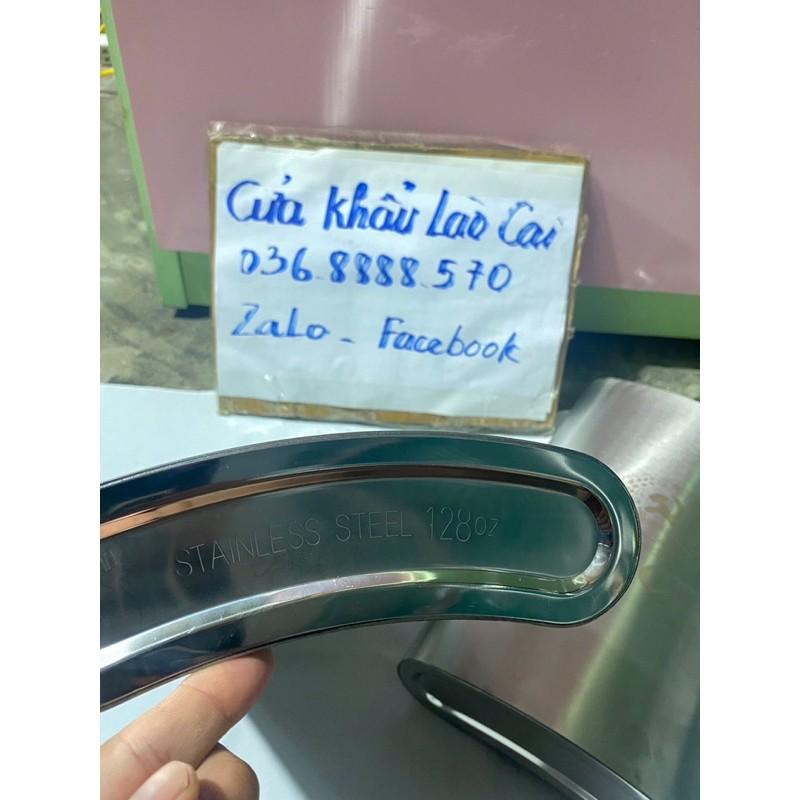 Cửa khẩu Lào Cai
036.8888.570
Zalo - Facebook
STAINLESS STEEL 128OZ